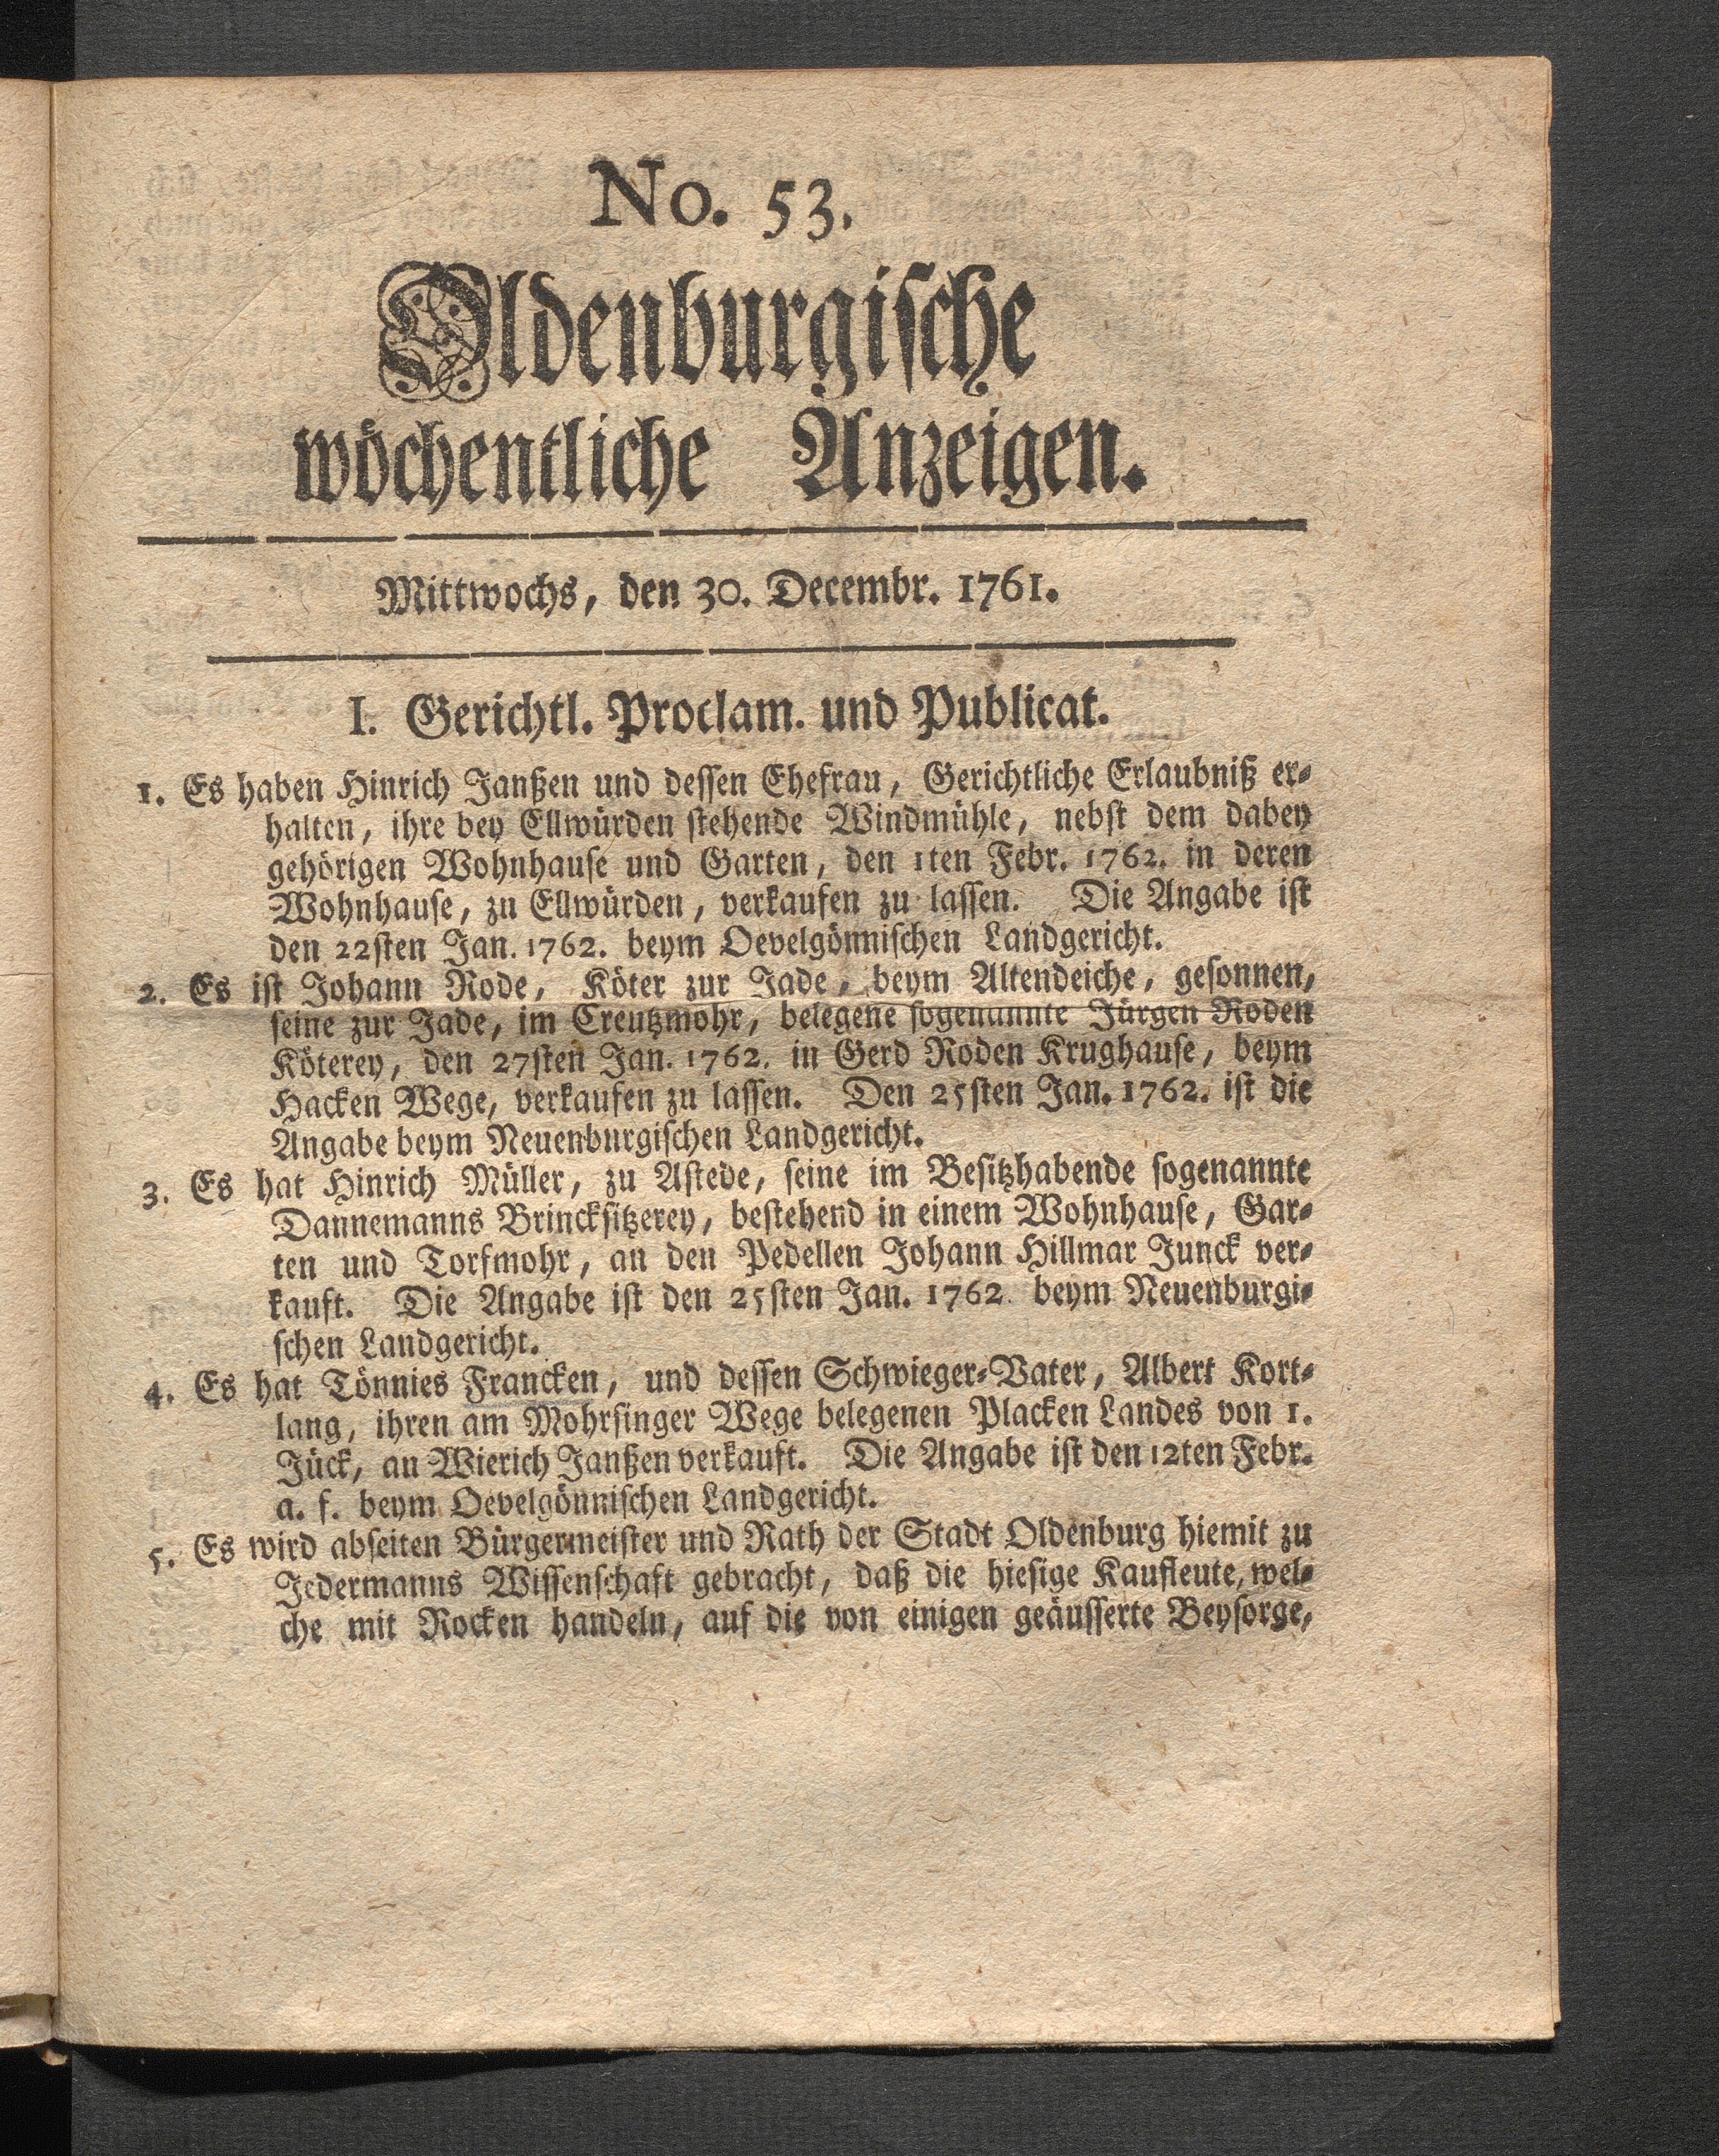 No. 53.
Oldenburgische
wöchentliche Anzeigen.
Mittwochs, den 30. Decembr. 1761.
I. Gerichtl. Proclam. und Publicat.
1. Es haben Hinrich Janßen und dessen Ehefrau, Gerichtliche Erlaubniß er-
halten, ihre bey Ellwürden stehende Windmühle, nebst dem dabey
gehörigen Wohnhause und Garten, den 1ten Febr. 1762. in deren
Wohnhause, zu Ellwürden, verkaufen zu lassen. Die Angabe ist
den 22sten Jan. 1762. beym Oevelgönnischen Landgericht.
2. Es ist Johann Rode, Köter zur Jade, beym Altendeiche, gesonnen,
seine zur Jade, im Creutzmohr, belegene sogenannte Jürgen Roden
Köterey, den 27sten Jan. 1762. in Gerd Roden Krughause, beym
Hacken Wege, verkaufen zu lassen. Den 25sten Jan. 1762. ist die
Angabe beym Neuenburgischen Landgericht.
3. Es hat Hinrich Müller, zu Astede, seine im Besitzhabende sogenannte
Dannemanns Brincksitzerey, bestehend in einem Wohnhause, Gar-
ten und Torfmohr, an den Pedellen Johann Hillmar Junck ver-
kauft. Die Angabe ist den 25sten Jan. 1762. beym Neuenburgi-
schen Landgericht.
4. Es hat Tönnies Francken, und dessen Schwieger-Vater, Albert Kort-
lang, ihren am Mohrsinger Wege belegenen Placken Landes von 1.
Jück, an Wierich Janßen verkauft. Die Angabe ist den 12ten Febr.
a. f. beym Oevelgönnischen Landgericht.
5. Es wird abseiten Bürgermeister und Rath der Stadt Oldenburg hiemit zu
Jedermanns Wissenschaft gebracht, daß die hiesige Kaufleute, wel-
che mit Rocken handeln, auf die von einigen geäusserte Beysorge,